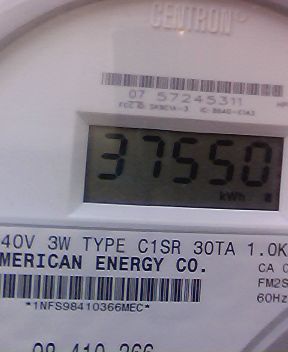 CENTRON®
07 57245311
37550
kWh
40V 3W TYPE C1SR 30TA 1.0K
MERICAN ENERGY CO.
CA 0
FM2S
60Hz
*1NFS98410366MEC*